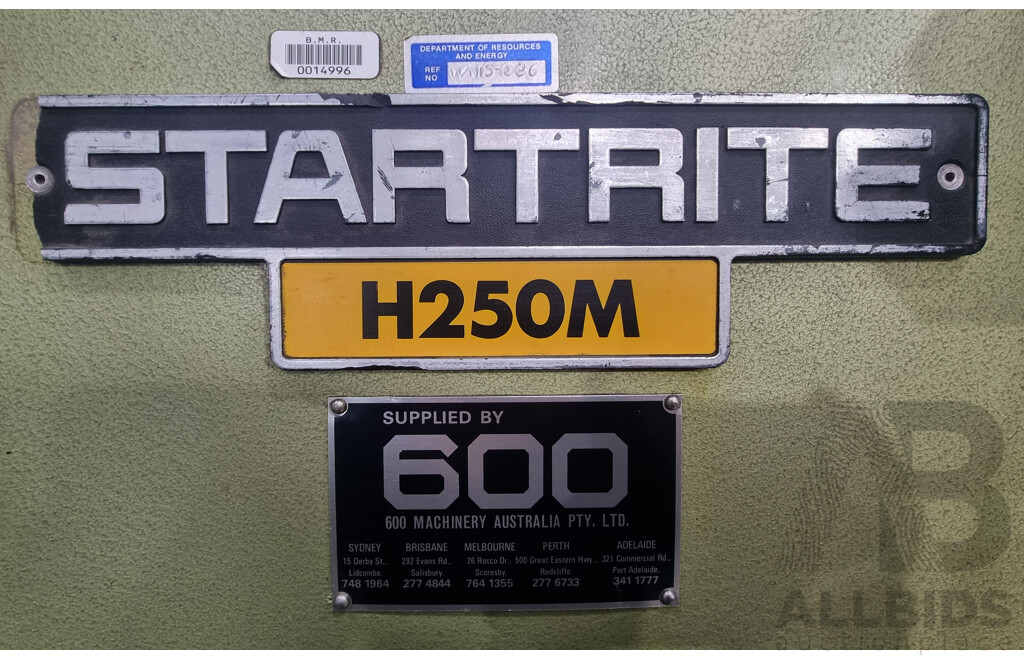 B.M.R.
0014996
DEPARTMENT OF RESOURCES
AND ENERGY
REF
NO
STARTRITE
H250M
SUPPLIED BY
600
600 MACHINERY AUSTRALIA PTY. LTD.
SYDNEY BRISBANE MELBOURNE PERTH ADELAIDE
15 Derby St., 292 Evans Rd., 26 Rocco Dr., 500 Great Eastern Hwy., 321 Commercial Rd.,
Lidcombe. Salisbury. Scoresby. Redcliffe. Port Adelaide.
748 1964 277 4844 764 1355 277 6733 341 1777
ALLBIDS